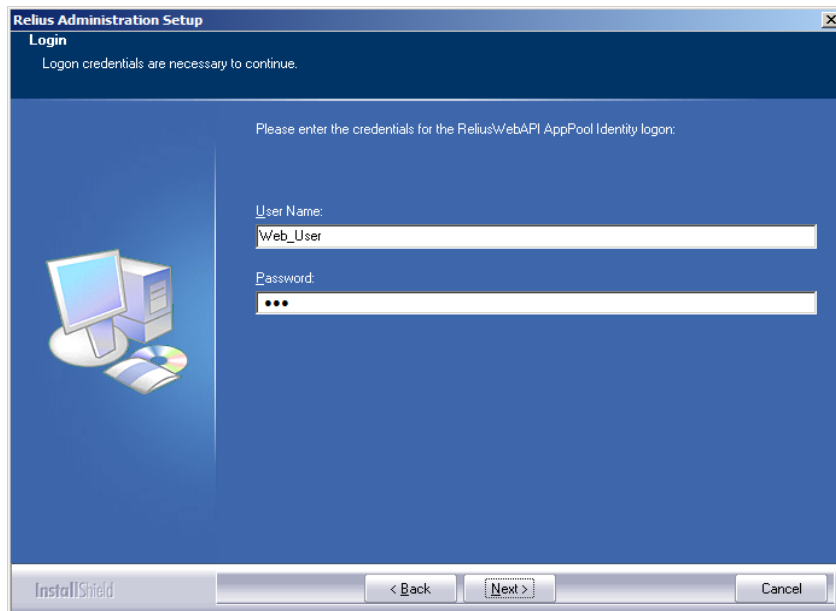 Relius Administration Setup
Login
Logon credentials are necessary to continue.
Please enter the credentials for the ReliusWebAPI AppPool Identity logon:
User Name:
Web_User
Password:
●●●
InstallShield
< Back
Next >
Cancel